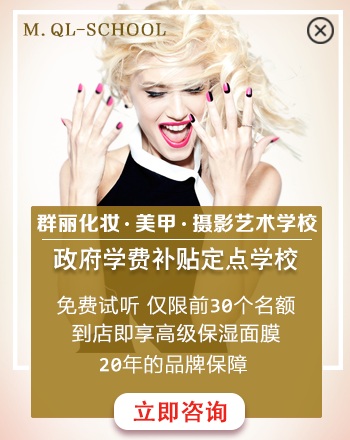 M. QL-SCHOOL
群丽化妆·美甲·摄影艺术学校
政府学费补贴定点学校
免费试听 仅限前30个名额
到店即享高级保湿面膜
20年的品牌保障
立即咨询